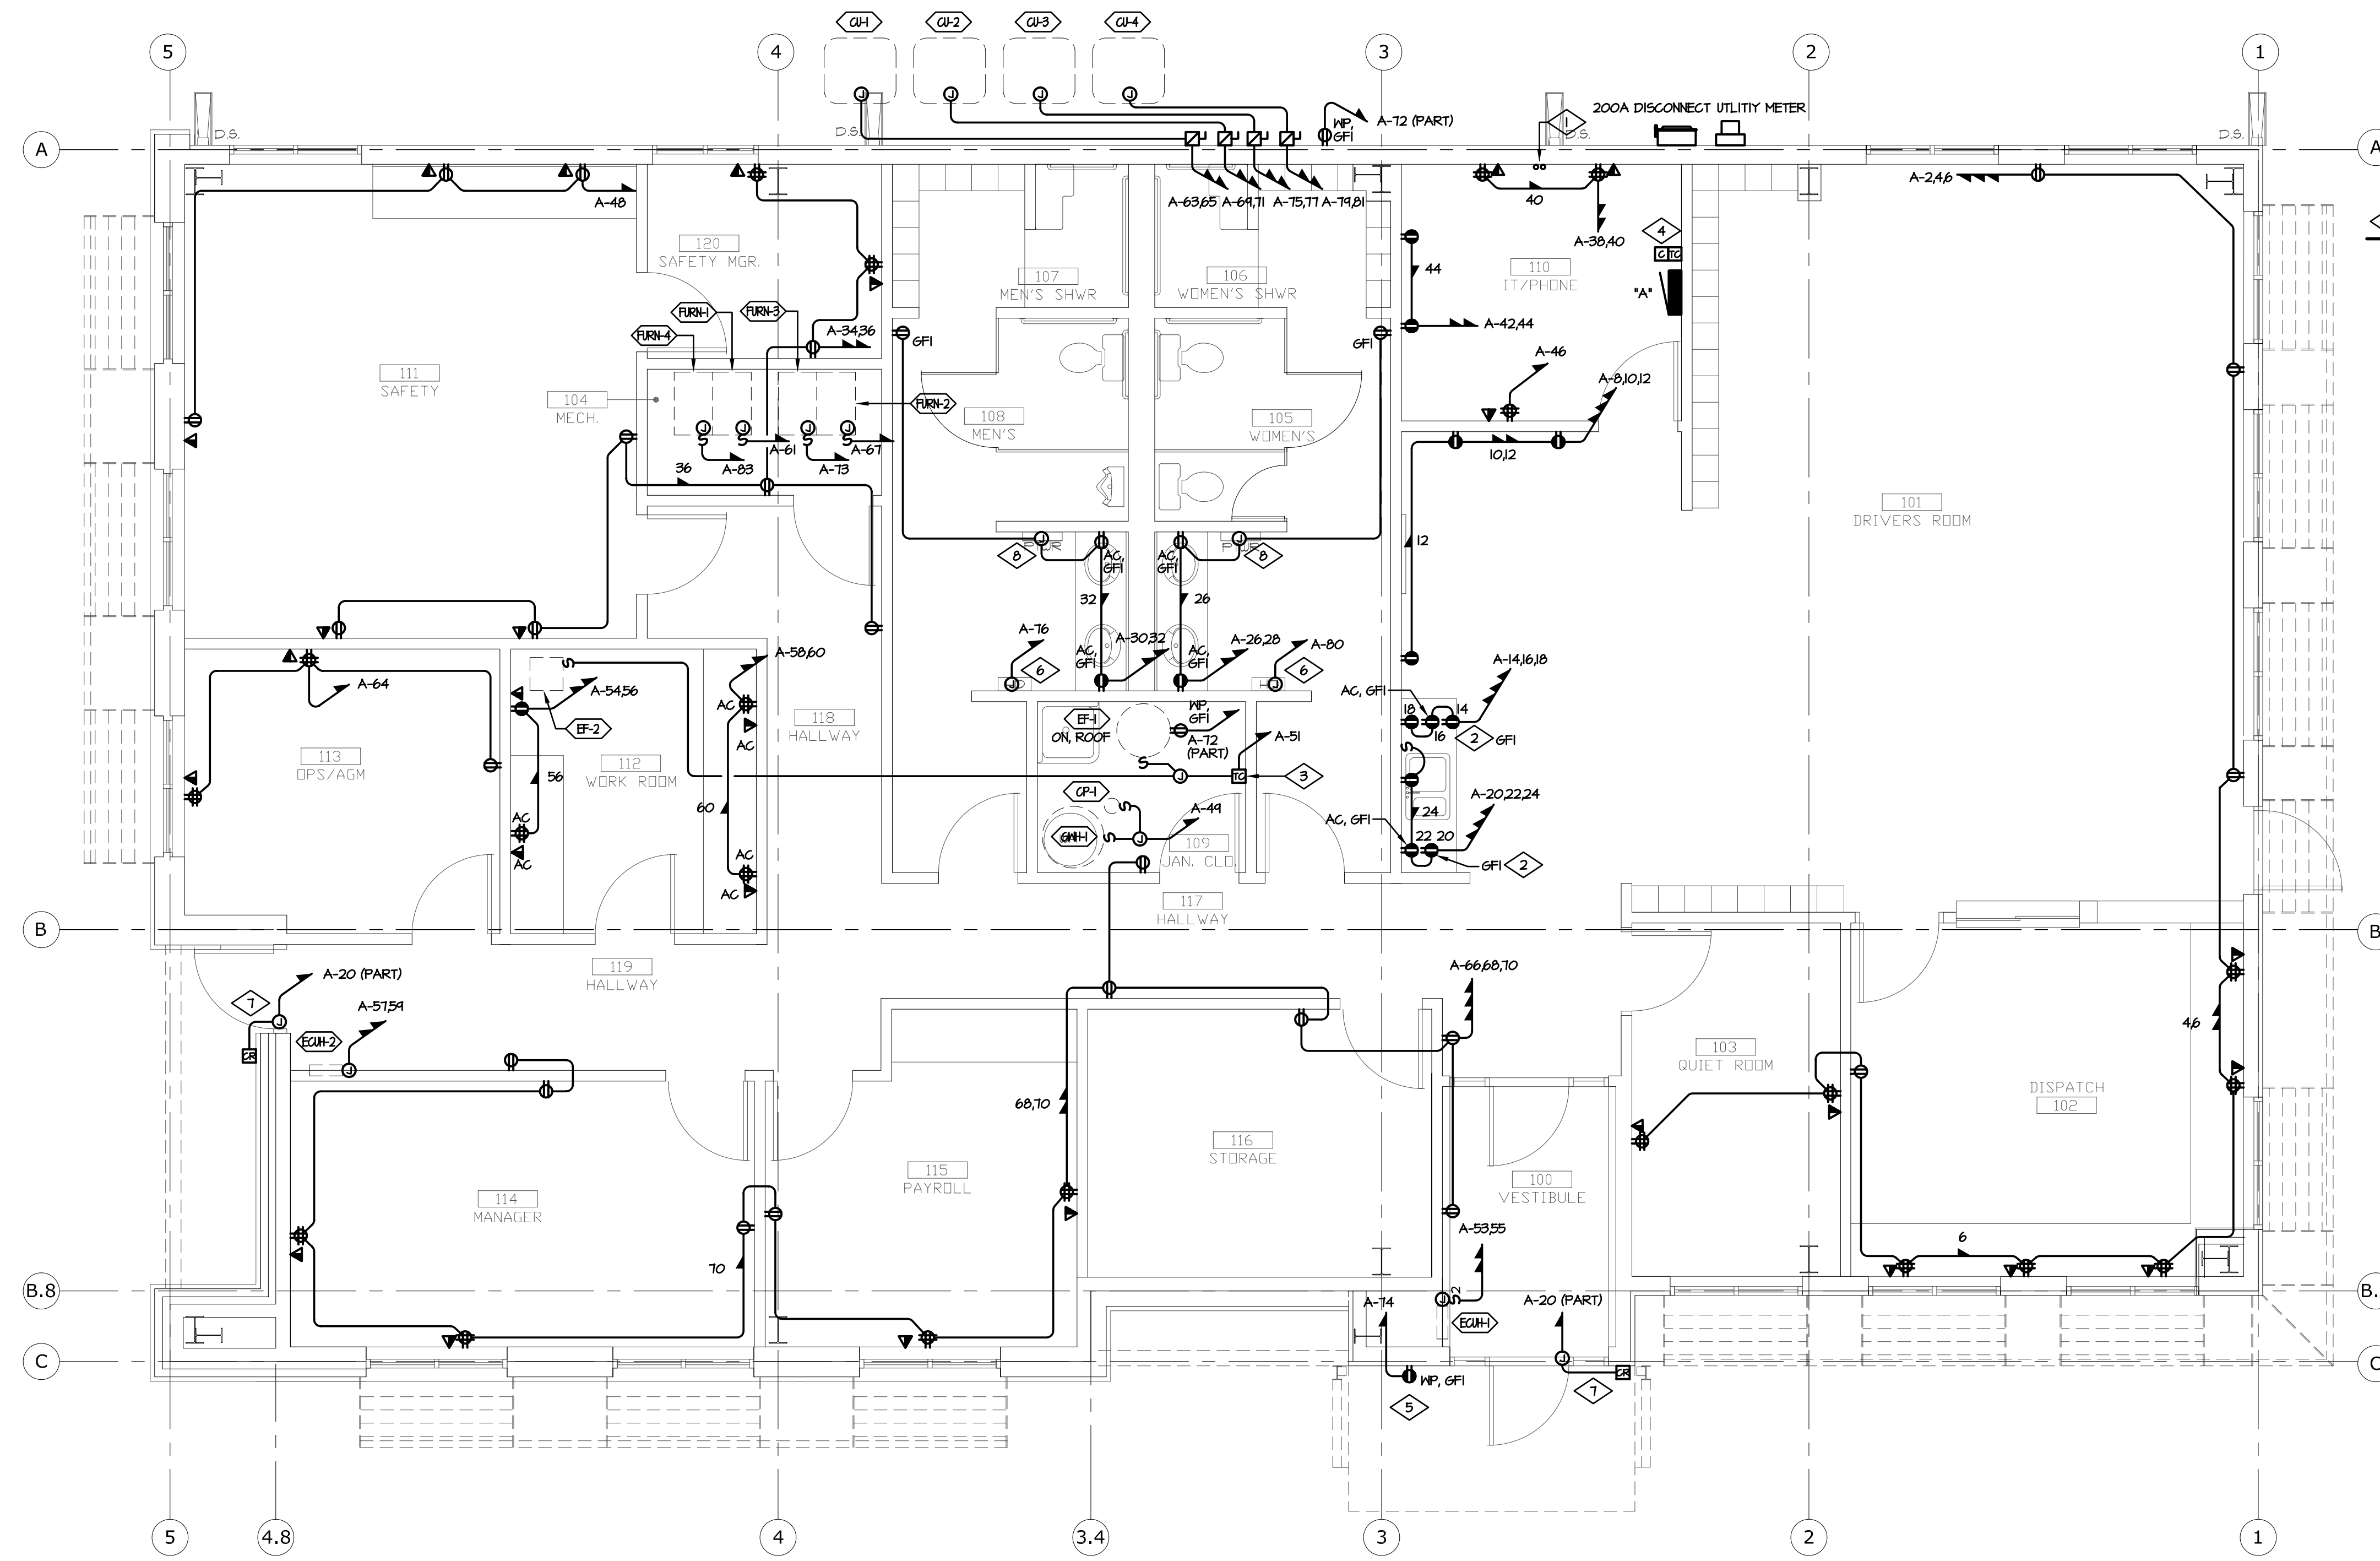 CU-1
CU-2
CU-3
CU-4
5
4
3
2
1
200A DISCONNECT UTLITIY METER
1
D.S.
D.S.
D.S.
D.S.
WP,
GFI
A-72 (PART)
A
A
A-48
A-63,65
A-69,71
A-75,77
A-79,81
40
A-38,40
A-2,4,6
4
C
TC
"A"
120
SAFETY MGR.
107
MEN'S SHWR
106
WOMEN'S SHWR
44
110
IT/PHONE
FURN-1
FURN-3
FURN-4
A-34,36
GFI
GFI
A-42,44
A-46
A-8,10,12
111
SAFETY
104
MECH.
FURN-2
108
MEN'S
105
WOMEN'S
J
J
J
J
A-61
A-67
A-83
A-73
36
10,12
101
DRIVERS ROOM
12
8
8
AC,
GFI
AC,
GFI
32
26
A-76
A-30,32
A-26,28
A-80
AC,
GFI
AC,
GFI
6
6
A-58,60
A-14,16,18
A-64
A-54,56
AC, GFI
AC
AC
EF-2
118
HALLWAY
EF-1
ON, ROOF
WP,
GFI
A-72
(PART)
A-51
18
14
16
2
GFI
113
OPS/AGM
112
WORK ROOM
56
60
TC
3
CP-1
A-49
GWH-1
A-20,22,24
24
AC, GFI
22
20
GFI
2
AC
AC
AC
AC
109
JAN. CLO.
117
HALLWAY
B
B
119
HALLWAY
A-20 (PART)
7
A-57,59
ECUH-2
CR
A-66,68,70
4,6
103
QUIET ROOM
DISPATCH
102
68,70
116
STORAGE
115
PAYROLL
100
VESTIBULE
114
MANAGER
A-53,55
6
70
B.8
B.
A-74
2
A-20 (PART)
ECUH-1
C
C
WP, GFI
CR
5
7
5
4.8
4
3.4
3
2
1